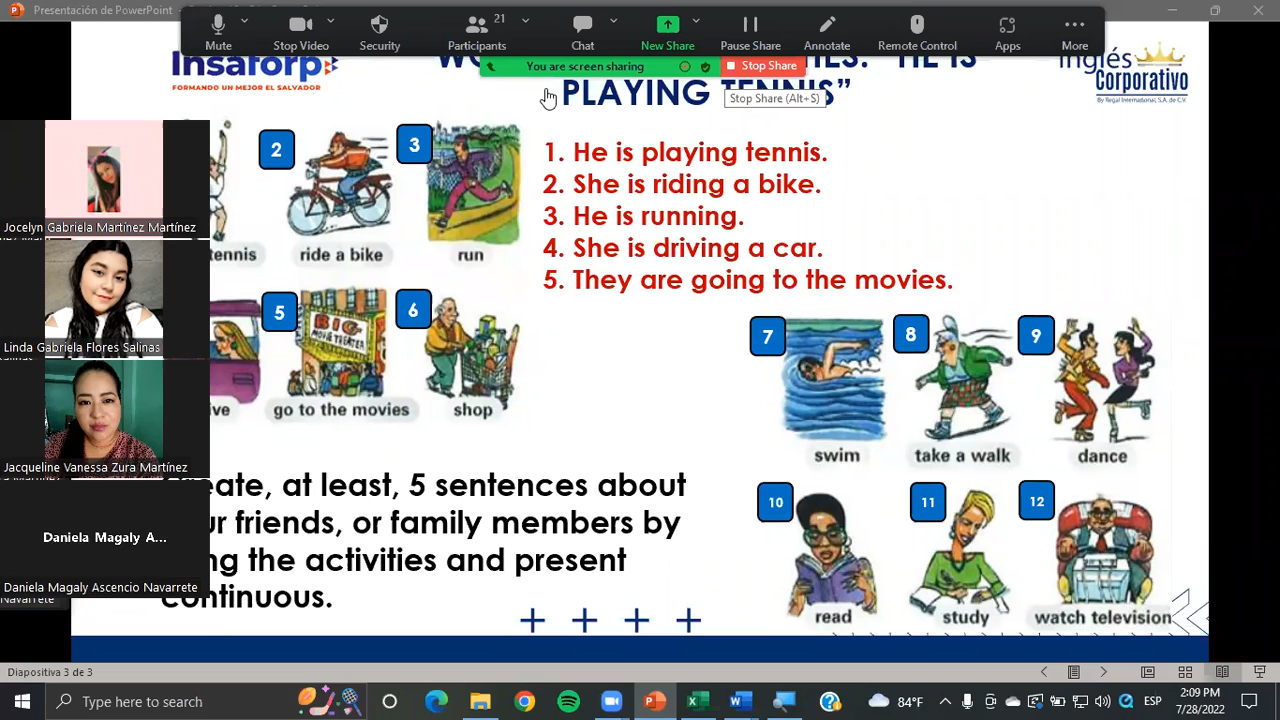 Presentación de PowerPoint
Mute
Stop Video
Security
Participants
21
Chat
New Share
Pause Share
Annotate
Remote Control
Apps
More
You are screen sharing
Stop Share
Stop Share (Alt+S)
Insaforp
FORMANDO UN MEJOR EL SALVADOR
HE IS
PLAYING TENNIS”
Inglés
Corporativo
By Regal International, S.A. de C.V.
1. He is playing tennis.
2. She is riding a bike.
3. He is running.
4. She is driving a car.
5. They are going to the movies.
2
3
tennis
ride a bike
run
5
6
BIG
MOVIE THEATER
go to the movies
shop
7
8
9
swim
take a walk
dance
10
11
12
read
study
watch television
at least, 5 sentences about
friends, or family members by
the activities and present
continuous.
Jocelyn Gabriela Martínez Martínez
Linda Gabriela Flores Salinas
Jacqueline Vanessa Zura Martínez
Daniela Magaly A...
Daniela Magaly Ascencio Navarrete
Navarrete
Diapositiva 3 de 3
Type here to search
84°F
ESP
2:09 PM
7/28/2022